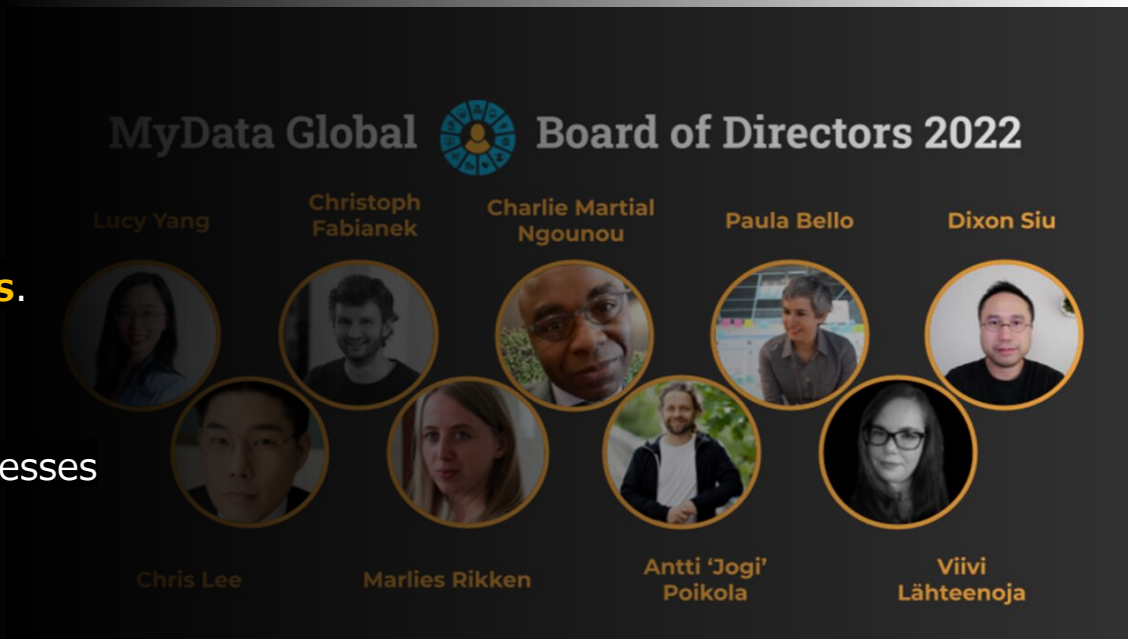 MyData Global Board of Directors 2022
Lucy Yang
Christoph
Fabianek
Charlie Martial
Ngounou
Paula Bello
Dixon Siu
s.
esses
Chris Lee
Marlies Rikken
Antti ‘Jogi’
Poikola
Viivi
Lähteenoja